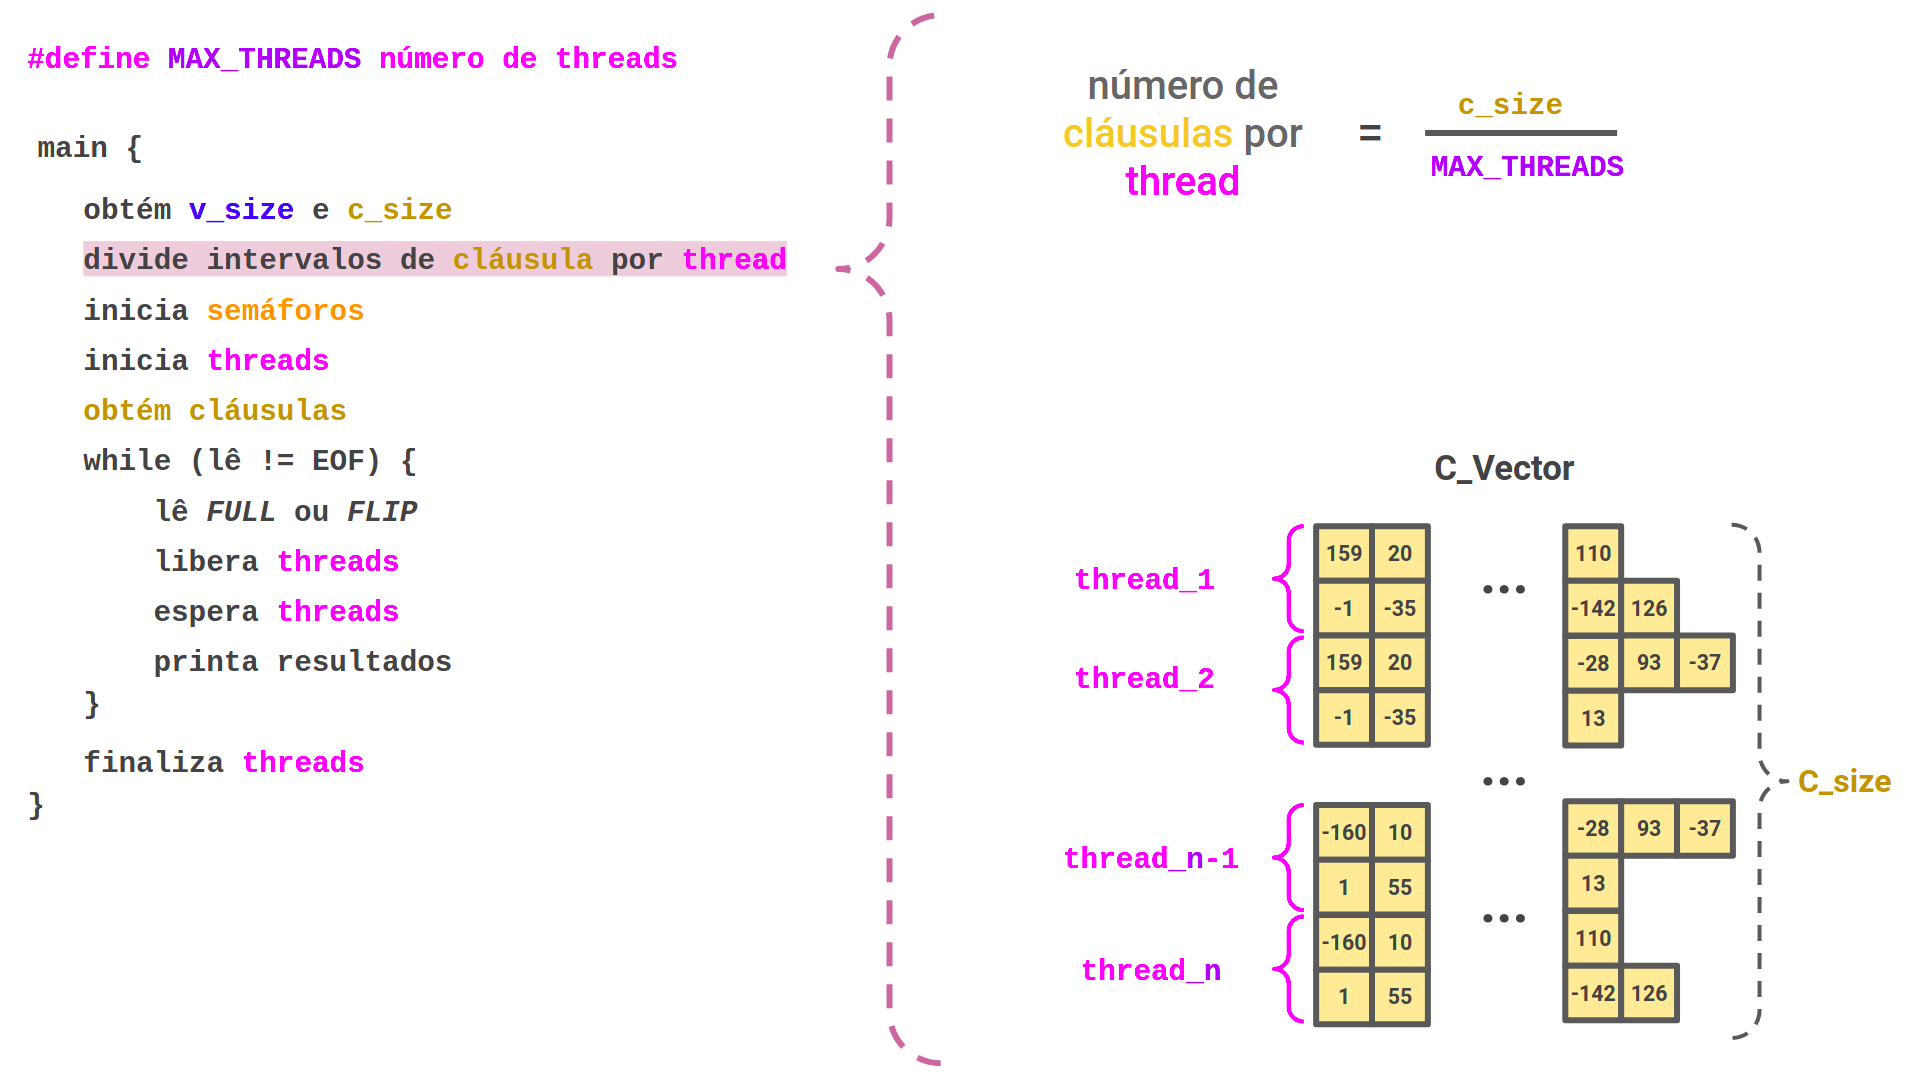 #define MAX_THREADS número de threads
main {
obtém v_size e c_size
divide intervalos de cláusula por thread
inicia semáforos
inicia threads
obtém cláusulas
while (lê != EOF) {
lê FULL ou FLIP
libera threads
espera threads
printa resultados
}
finaliza threads
}
número de
cláusulas por
thread
=
c_size
MAX_THREADS
C_Vector
thread_1
159 20 ... 110
-1 -35 -142 126
thread_2
159 20 -28 93 -37
-1 -35 13
...
C_size
thread_n-1
-160 10 -28 93 -37
1 55 13
...
thread_n
-160 10 110
1 55 -142 126